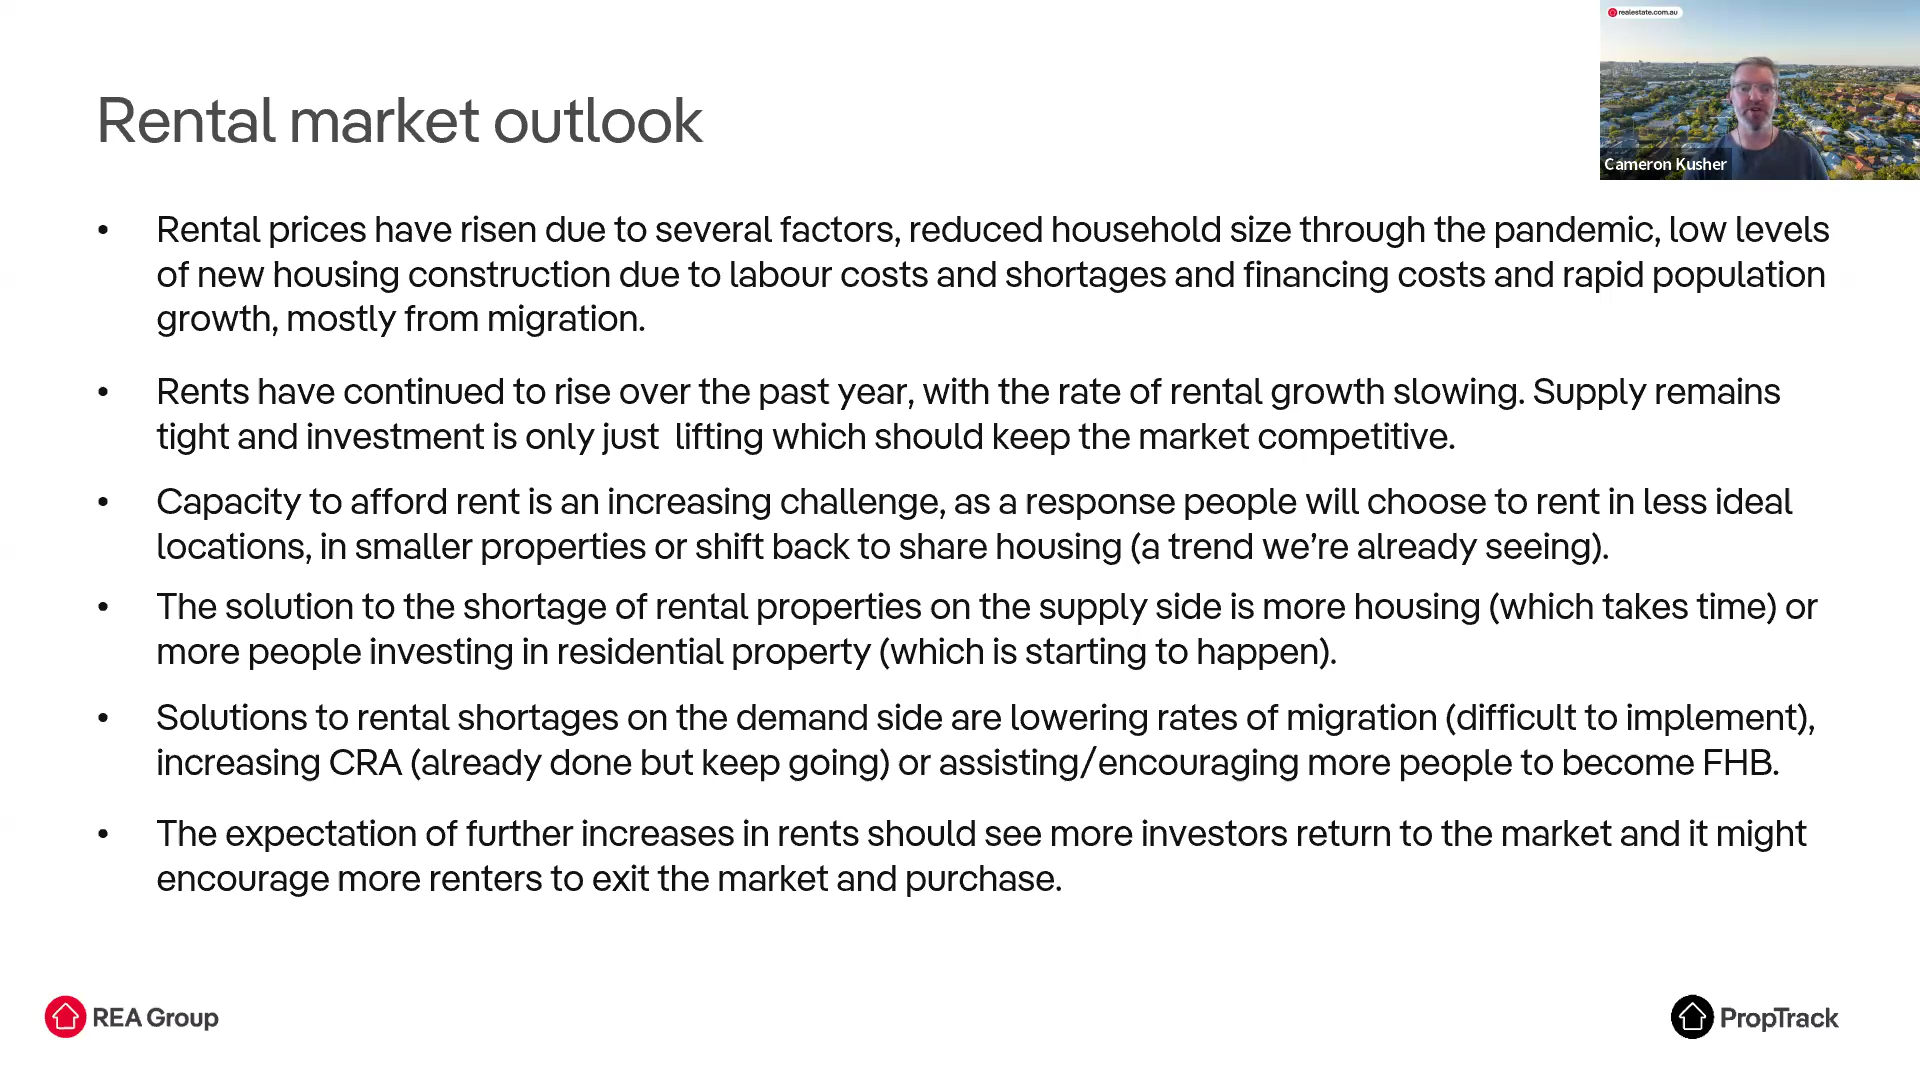 realestate.com.au
Cameron Kusher
Rental market outlook
• Rental prices have risen due to several factors, reduced household size through the pandemic, low levels
of new housing construction due to labour costs and shortages and financing costs and rapid population
growth, mostly from migration.
• Rents have continued to rise over the past year, with the rate of rental growth slowing. Supply remains
tight and investment is only just  lifting which should keep the market competitive.
• Capacity to afford rent is an increasing challenge, as a response people will choose to rent in less ideal
locations, in smaller properties or shift back to share housing (a trend we’re already seeing).
• The solution to the shortage of rental properties on the supply side is more housing (which takes time) or
more people investing in residential property (which is starting to happen).
• Solutions to rental shortages on the demand side are lowering rates of migration (difficult to implement),
increasing CRA (already done but keep going) or assisting/encouraging more people to become FHB.
• The expectation of further increases in rents should see more investors return to the market and it might
encourage more renters to exit the market and purchase.
REA Group
PropTrack